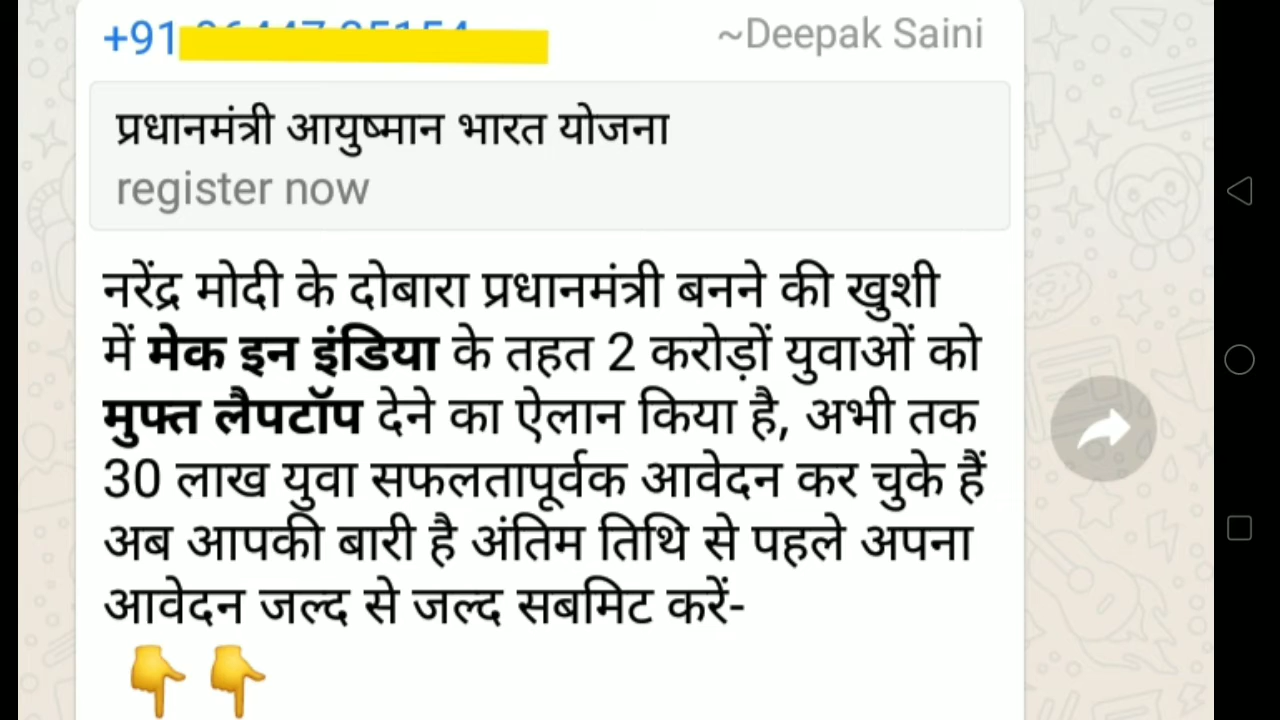 +91
~Deepak Saini
प्रधानमंत्री आयुष्मान भारत योजना
register now
नरेंद्र मोदी के दोबारा प्रधानमंत्री बनने की खुशी
में मेक इन इंडिया के तहत 2 करोड़ों युवाओं को
मुफ्त लैपटॉप देने का ऐलान किया है, अभी तक
30 लाख युवा सफलतापूर्वक आवेदन कर चुके हैं
अब आपकी बारी है अंतिम तिथि से पहले अपना
आवेदन जल्द से जल्द सबमिट करें-
👇👇